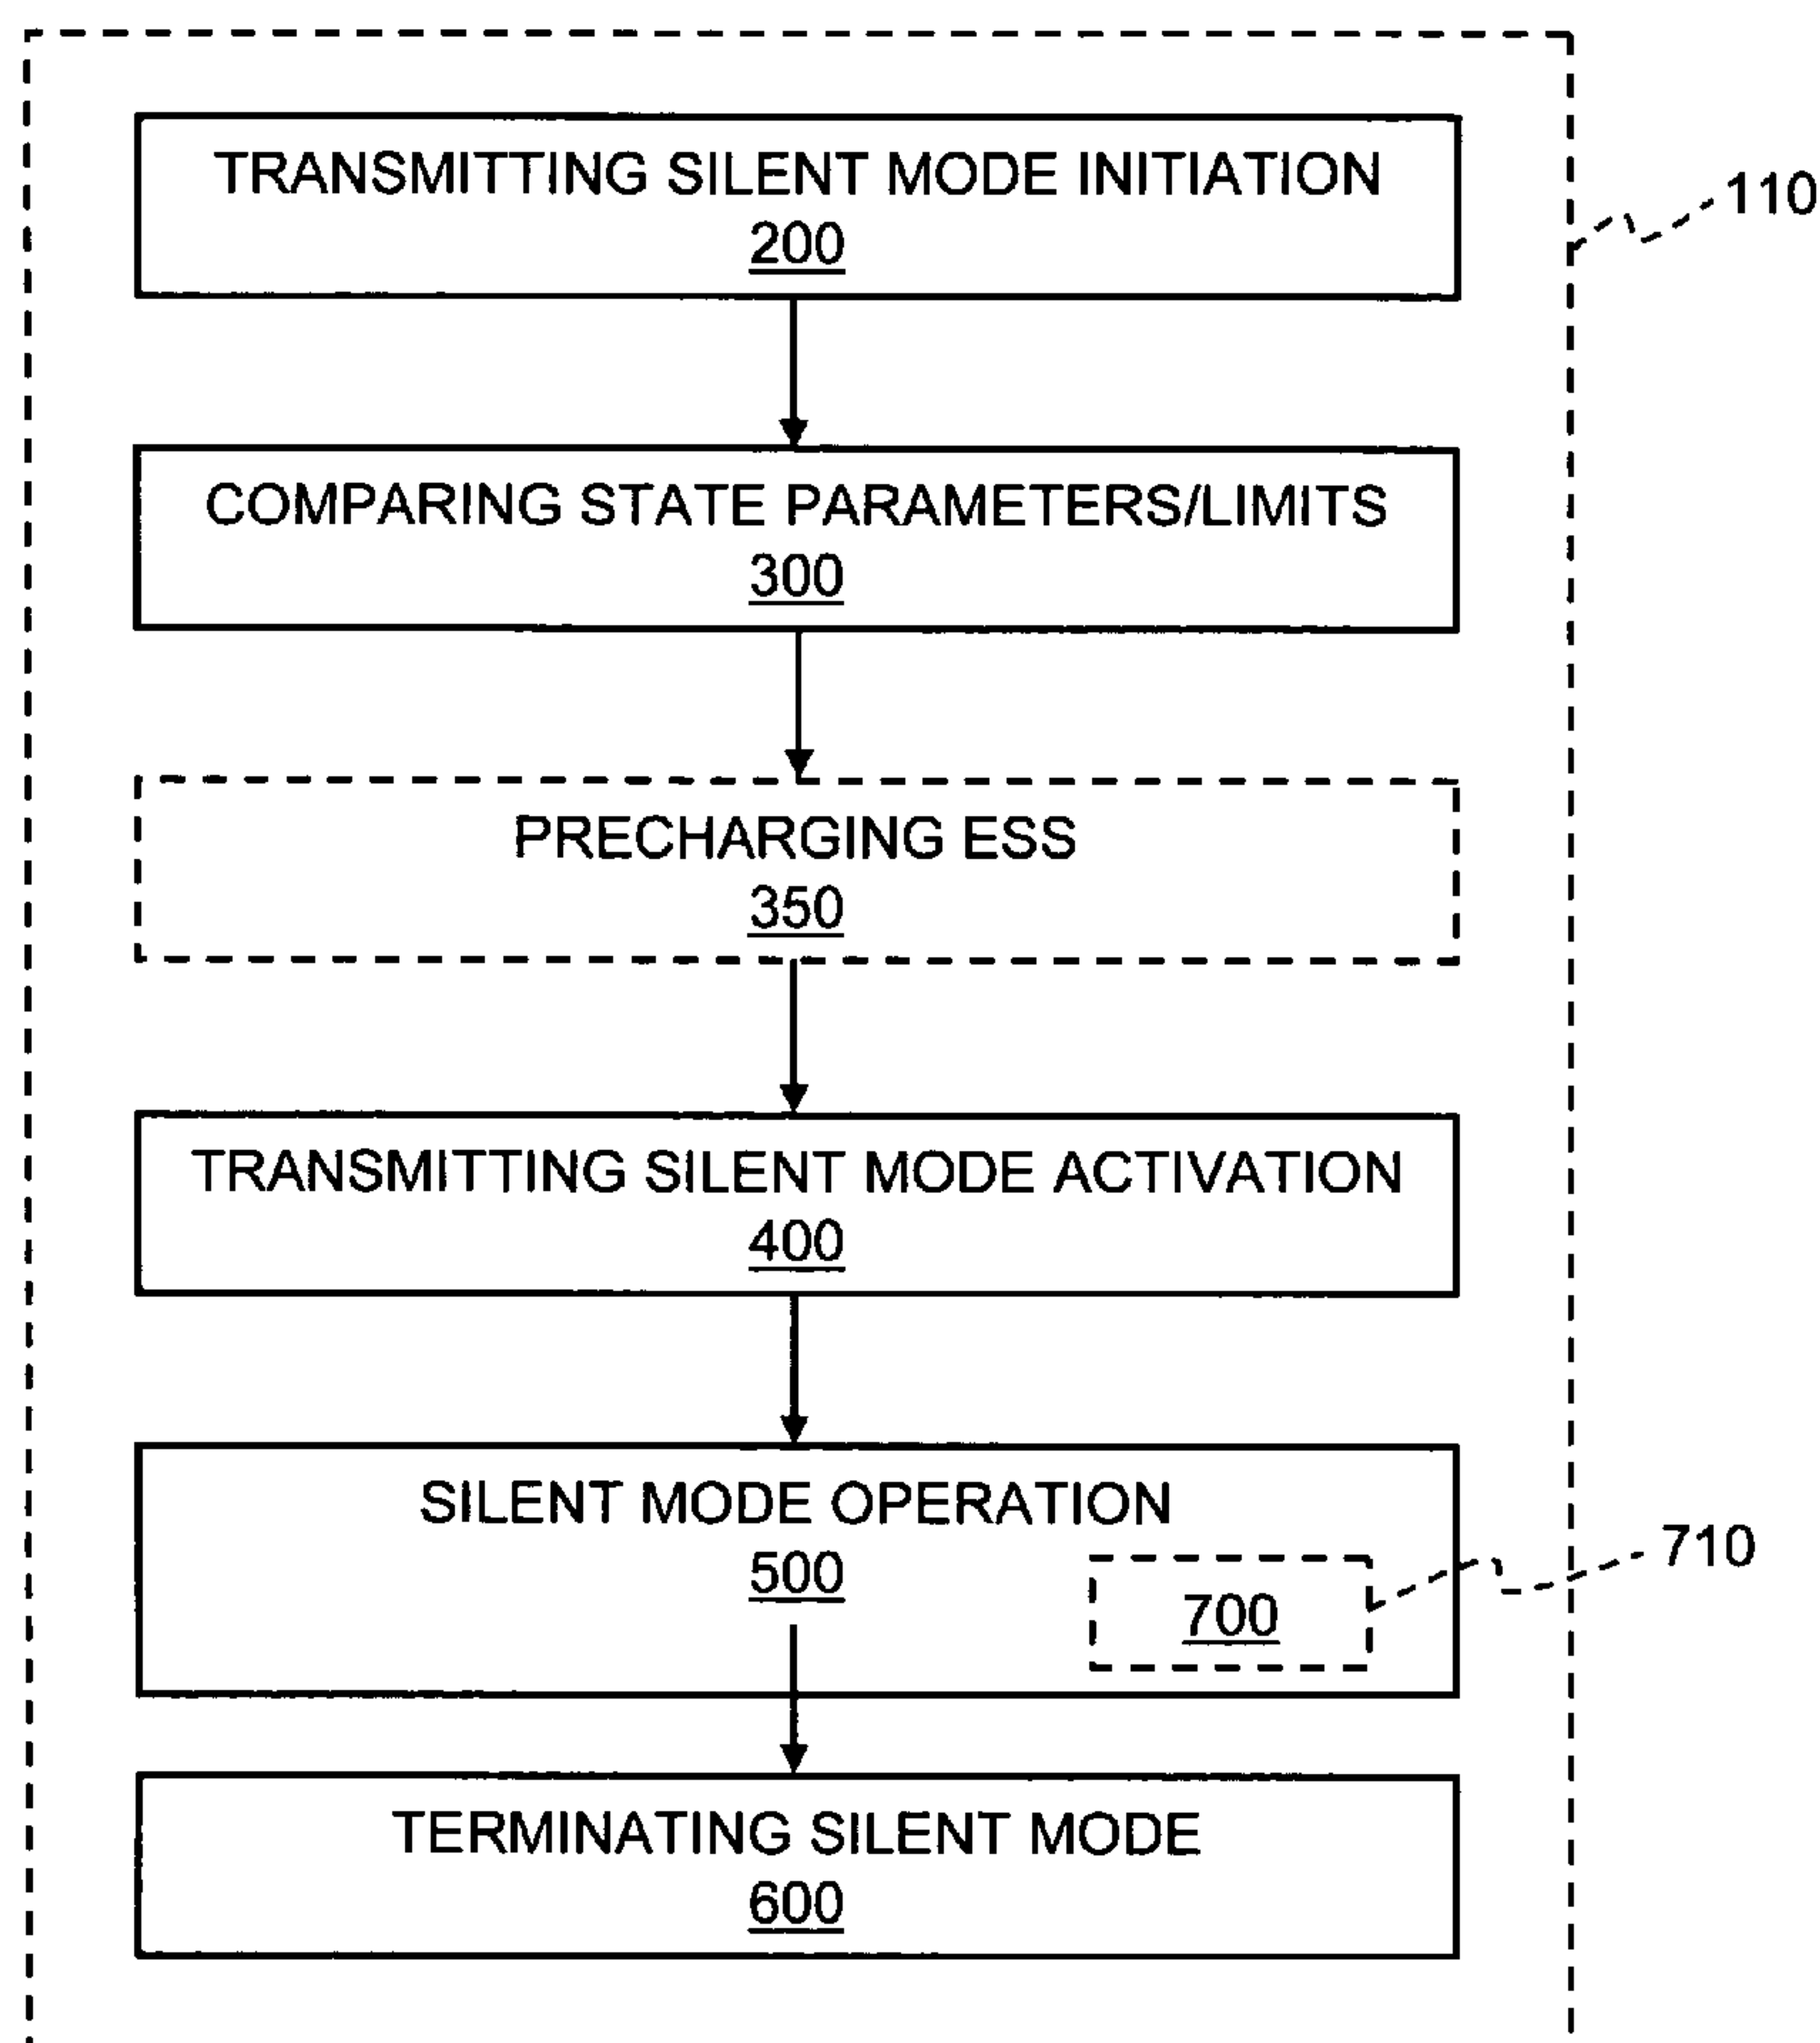 TRANSMITTING SILENT MODE INITIATION
200
110
COMPARING STATE PARAMETERS/LIMITS
300
PRECHARGING ESS
350
TRANSMITTING SILENT MODE ACTIVATION
400
SILENT MODE OPERATION
500
700
710
TERMINATING SILENT MODE
600